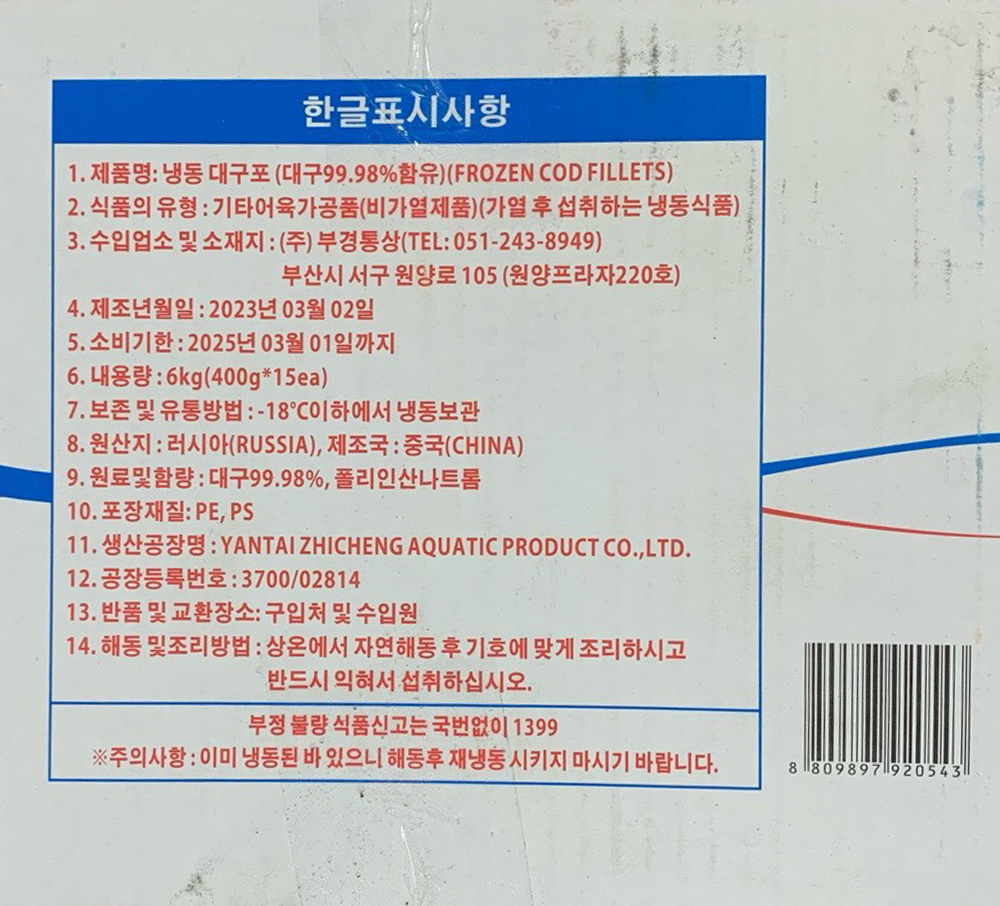 한글표시사항
1. 제품명: 냉동 대구포 (대구99.98%함유)(FROZEN COD FILLETS)
2. 식품의 유형 : 기타어육가공품(비가열제품)(가열 후 섭취하는 냉동식품)
3. 수입업소 및 소재지 : (주) 부경통상(TEL: 051-243-8949)
부산시 서구 원양로 105 (원양프라자220호)
4. 제조년월일 : 2023년 03월 02일
5. 소비기한 : 2025년 03월 01일까지
6. 내용량 : 6kg(400g*15ea)
7. 보존 및 유통방법 : -18℃이하에서 냉동보관
8. 원산지 : 러시아(RUSSIA), 제조국 : 중국(CHINA)
9. 원료및함량 : 대구99.98%, 폴리인산나트륨
10. 포장재질: PE, PS
11. 생산공장명 : YANTAI ZHICHENG AQUATIC PRODUCT CO.,LTD.
12. 공장등록번호 : 3700/02814
13. 반품 및 교환장소: 구입처 및 수입원
14. 해동 및조리방법 : 상온에서 자연해동 후 기호에 맞게 조리하시고
반드시 익혀서 섭취하십시오.
부정 불량 식품신고는 국번없이 1399
※주의사항 : 이미 냉동된 바 있으니 해동후 재냉동 시키지 마시기 바랍니다.
8 809897 920543